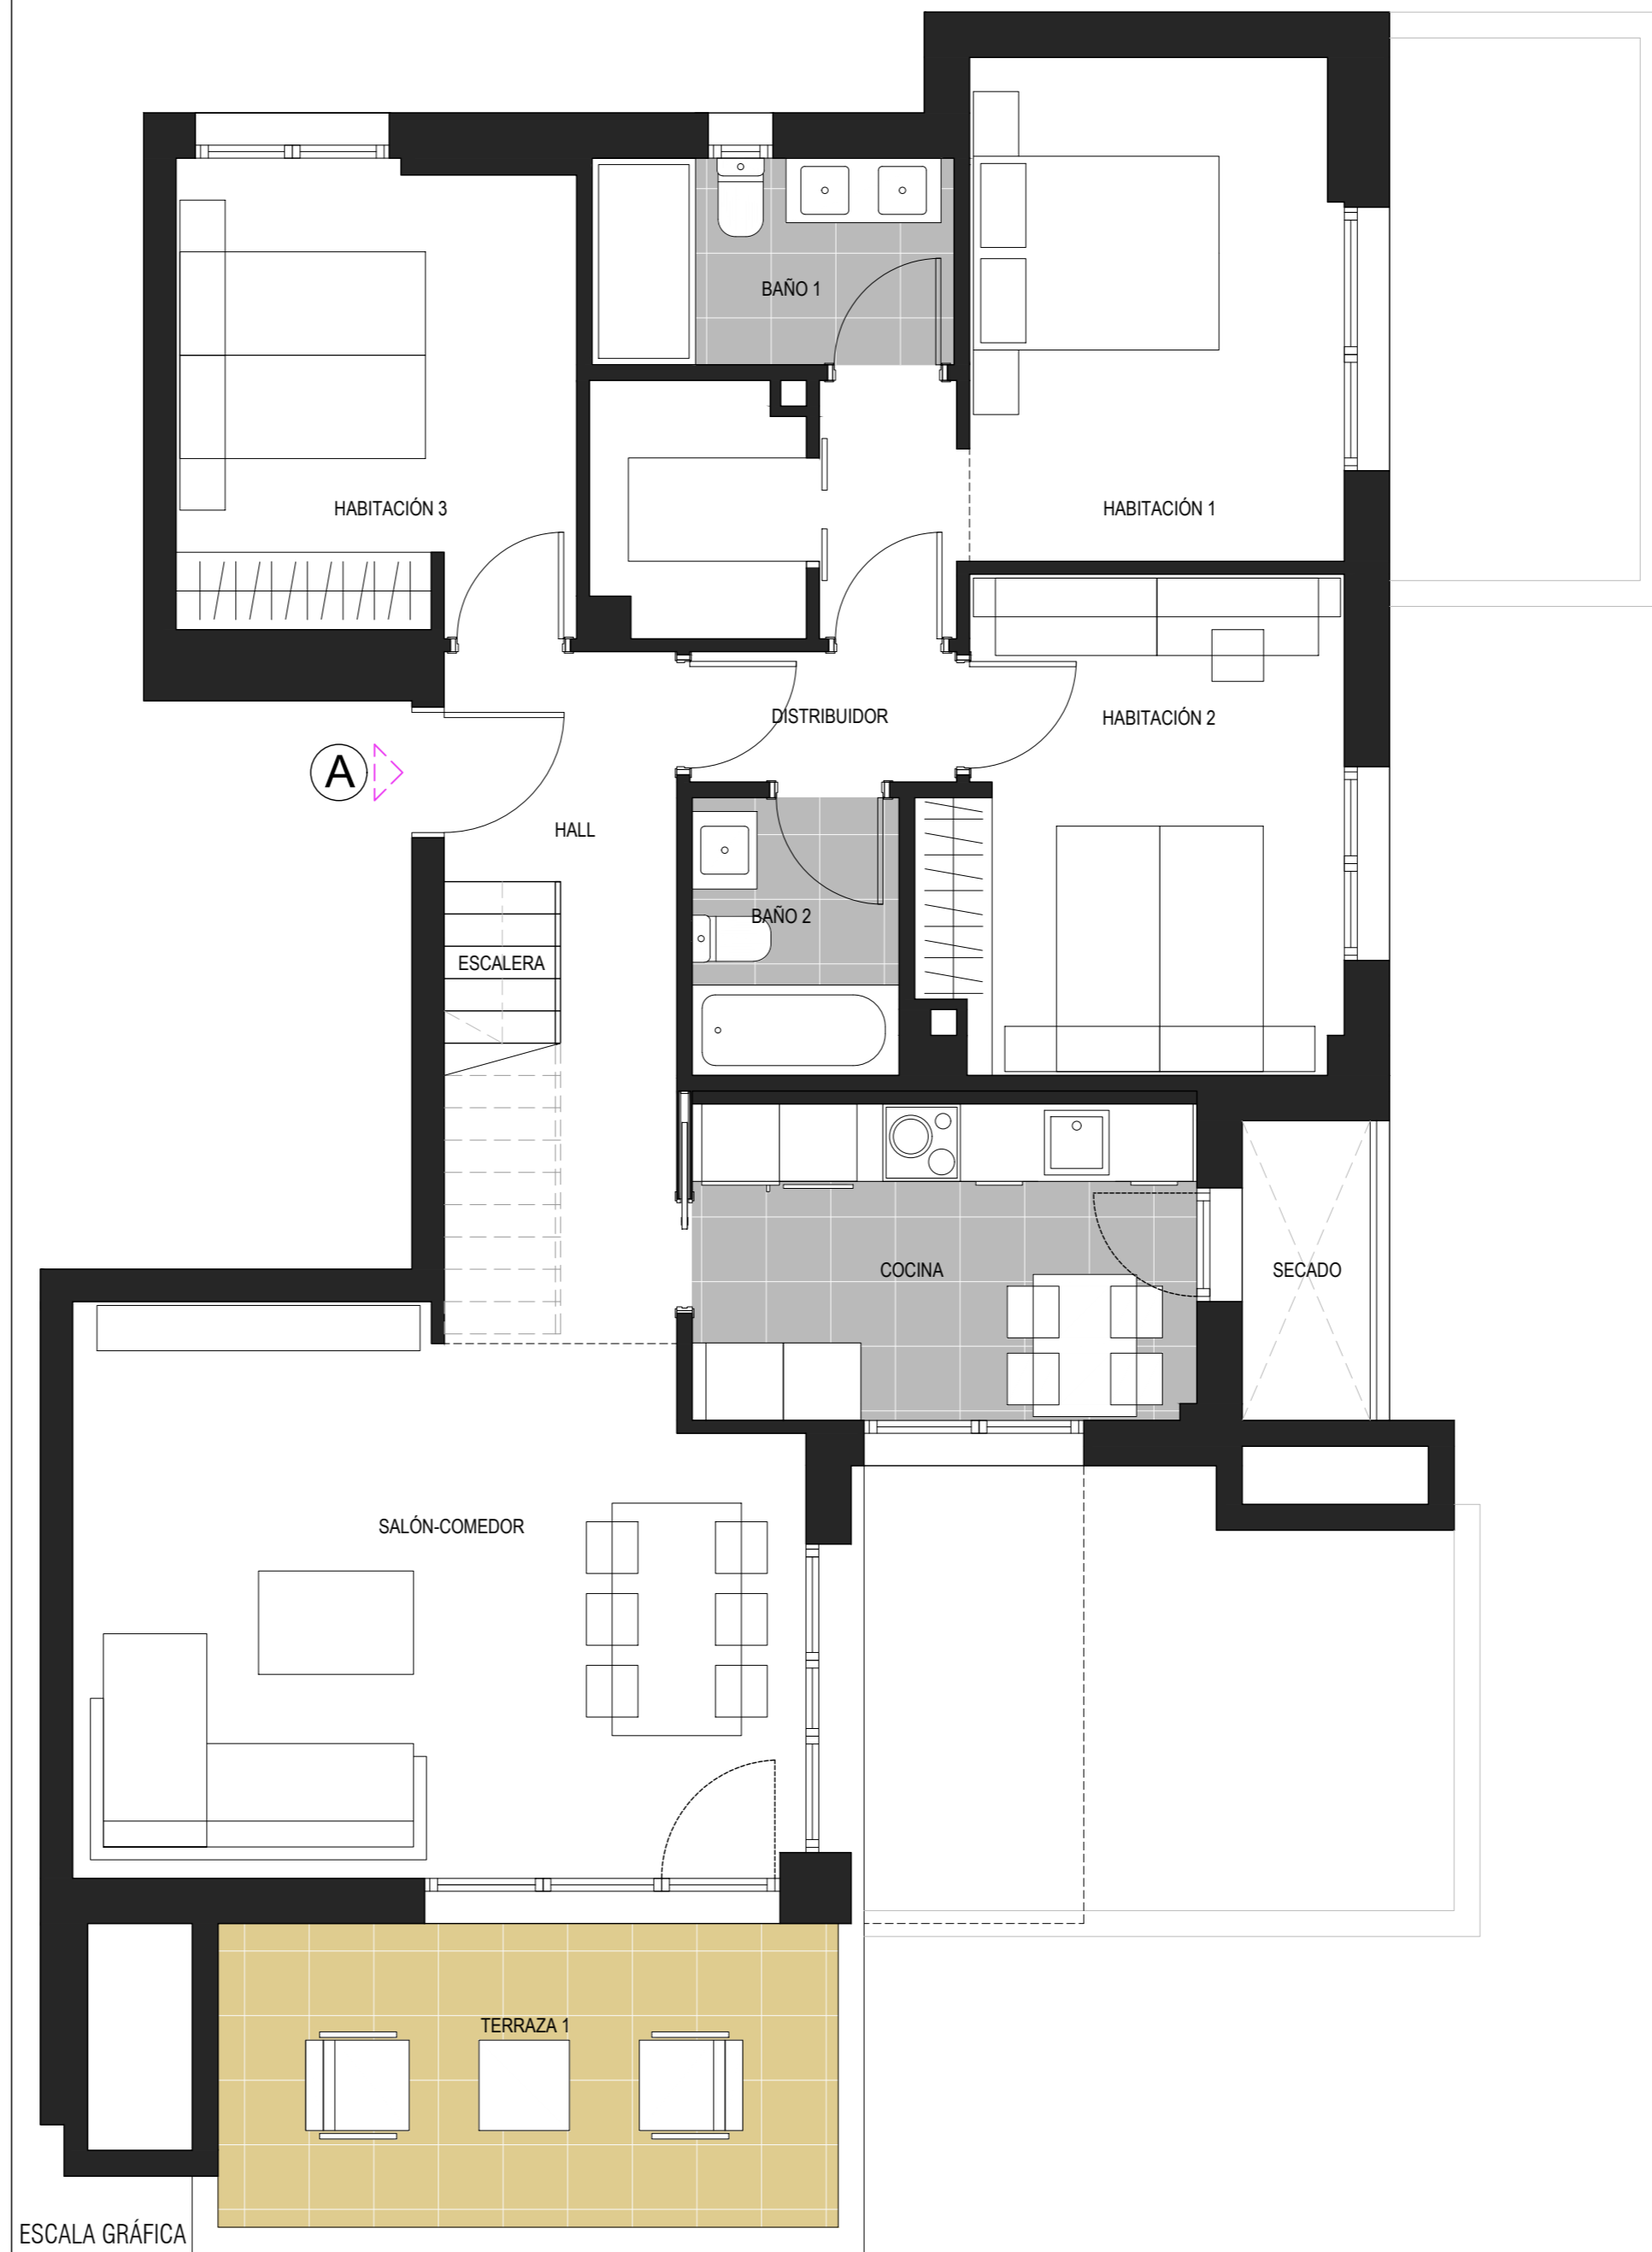 BAÑO 1
HABITACIÓN 3
HABITACIÓN 1
DISTRIBUIDOR
HABITACIÓN 2
A
HALL
BAÑO 2
ESCALERA
COCINA
SECADO
SALÓN-COMEDOR
TERRAZA 1
ESCALA GRÁFICA